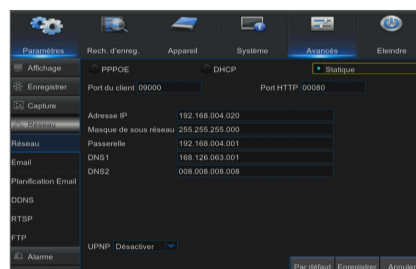 Paramètres Rech. d'enreg. Appareil Système Avancés Eteindre
Affichage
Enregistrer
Capture
Réseau
Réseau
Email
Planification Email
DDNS
RTSP
FTP
Alarme
PPPOE DHCP Statique
Port du client 09000 Port HTTP 00080
Adresse IP 192.168.004.020
Masque de sous réseau 255.255.255.000
Passerelle 192.168.004.001
DNS1 168.126.063.001
DNS2 008.008.008.008
UPNP Désactiver
Par défaut Enregistrer Annuler